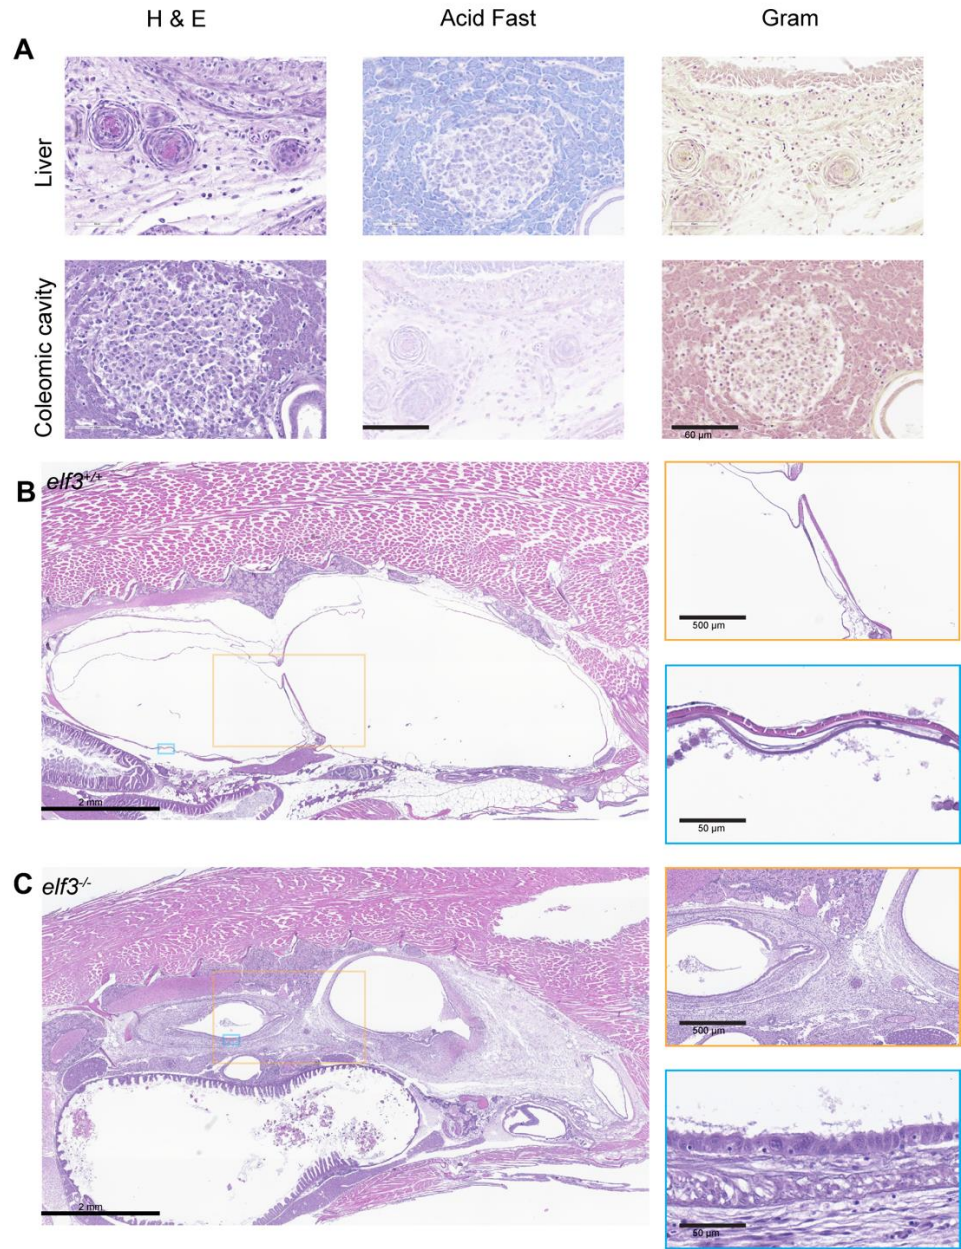 H & E Acid Fast Gram
A
Liver
Coleomic cavity
60 µm
B elf3+/+
2 mm
500 µm
50 µm
C elf3-/-
2 mm
500 µm
50 µm